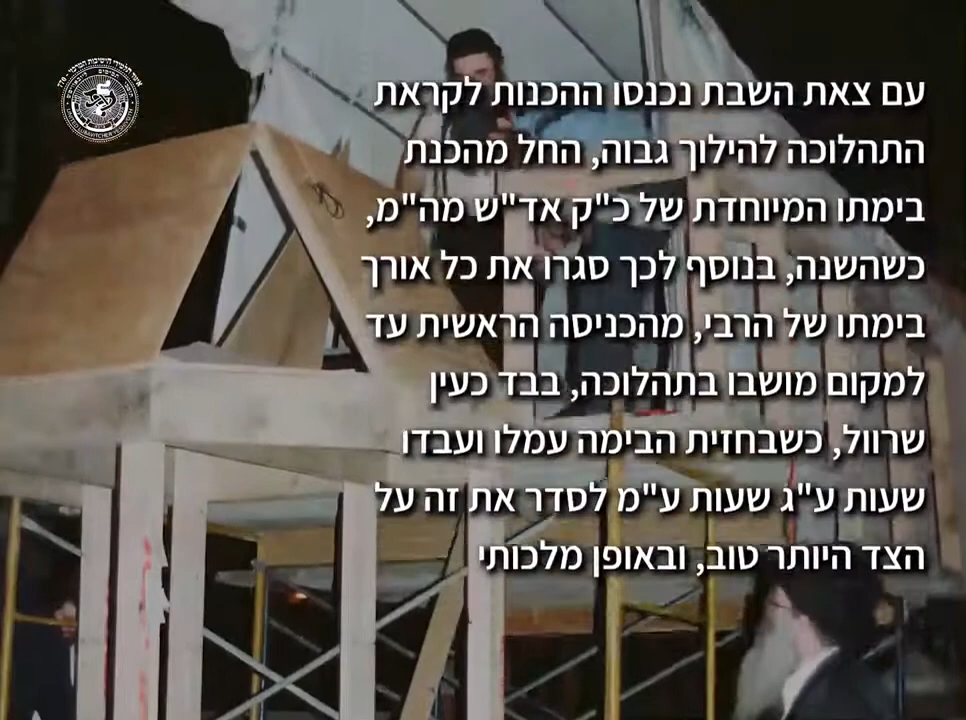 עם צאת השבת נכנסו ההכנות לקראת
התהלוכה להילוך גבוה, החל מהכנת
בימתו המיוחדת של כ"ק אד"ש מה"מ,
כשהשנה, בנוסף לכך סגרו את כל אורך
בימתו של הרבי, מהכניסה הראשית עד
למקום מושבו בתהלוכה, בבד כעין
שרוול, כשבחזית הבימה עמלו ועבדו
שעות ע"ג שעות ע"מ לסדר את זה על
הצד היותר טוב, ובאופן מלכותי